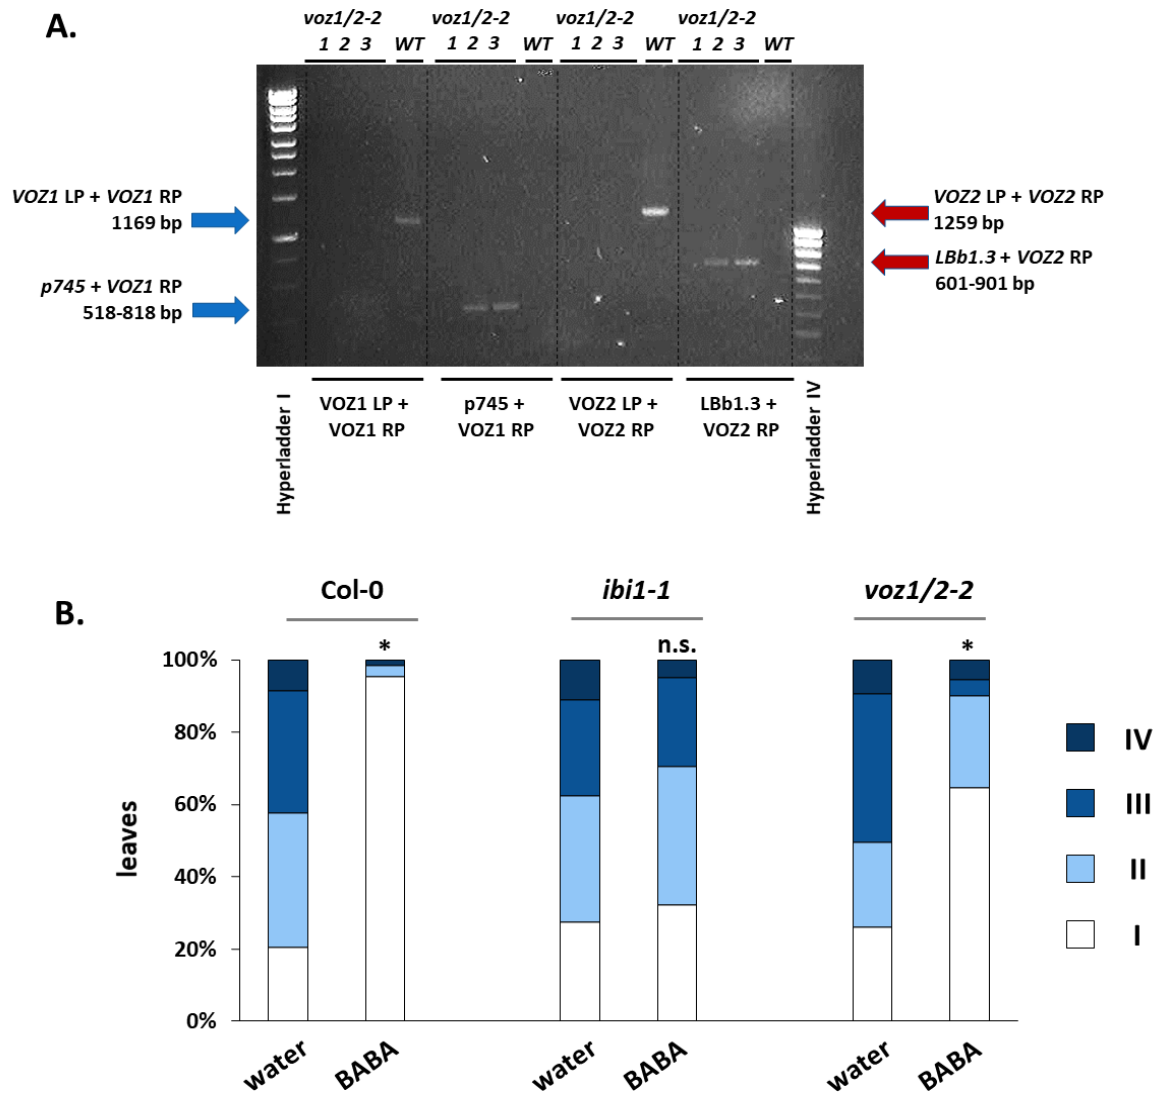 A.
voz1/2-2 voz1/2-2 voz1/2-2 voz1/2-2
1 2 3 WT 1 2 3 WT 1 2 3 WT 1 2 3 WT
VOZ1 LP + VOZ1 RP
1169 bp
p745 + VOZ1 RP
518-818 bp
VOZ2 LP + VOZ2 RP
1259 bp
LBb1.3 + VOZ2 RP
601-901 bp
Hyperladder I
VOZ1 LP +
VOZ1 RP
p745 +
VOZ1 RP
VOZ2 LP +
VOZ2 RP
LBb1.3 +
VOZ2 RP
Hyperladder IV
B.
Col-0 ibi1-1 voz1/2-2
* n.s. *
100%
80%
60%
40%
20%
0%
leaves
water BABA water BABA water BABA
IV
III
II
I